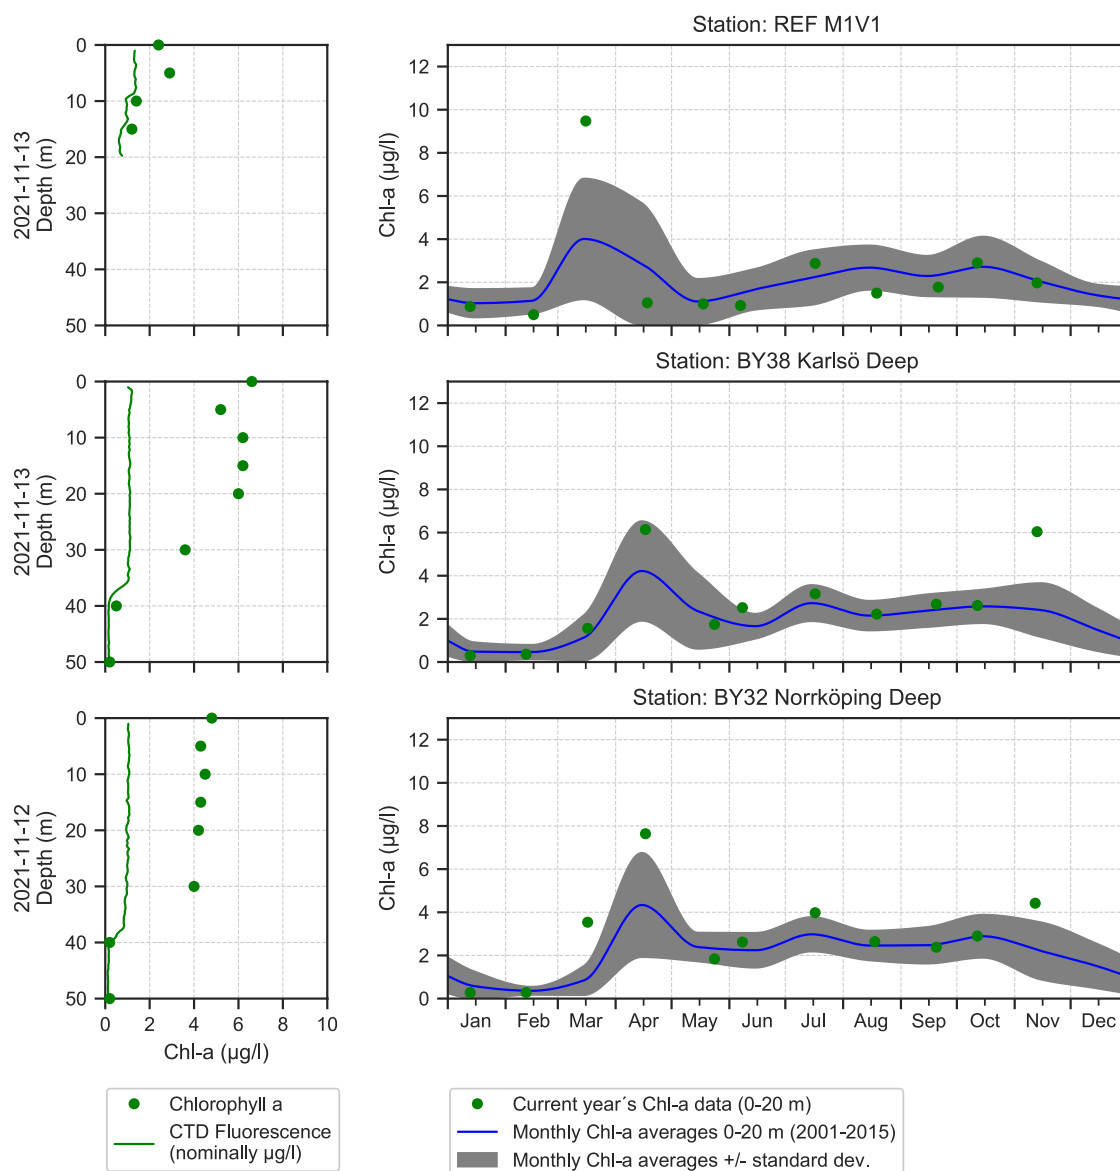 Station: REF M1V1
0
10
20
30
40
50
2021-11-13
Depth (m)
12
10
8
6
4
2
0
Chl-a (µg/l)
Station: BY38 Karlsö Deep
0
10
20
30
40
50
2021-11-13
Depth (m)
12
10
8
6
4
2
0
Chl-a (µg/l)
Station: BY32 Norrköping Deep
0
10
20
30
40
50
2021-11-12
Depth (m)
0 2 4 6 8 10
Chl-a (µg/l)
12
10
8
6
4
2
0
Chl-a (µg/l)
Jan Feb Mar Apr May Jun Jul Aug Sep Oct Nov Dec
Chlorophyll a
CTD Fluorescence
(nominally µg/l)
Current year´s Chl-a data (0-20 m)
Monthly Chl-a averages 0-20 m (2001-2015)
Monthly Chl-a averages +/- standard dev.